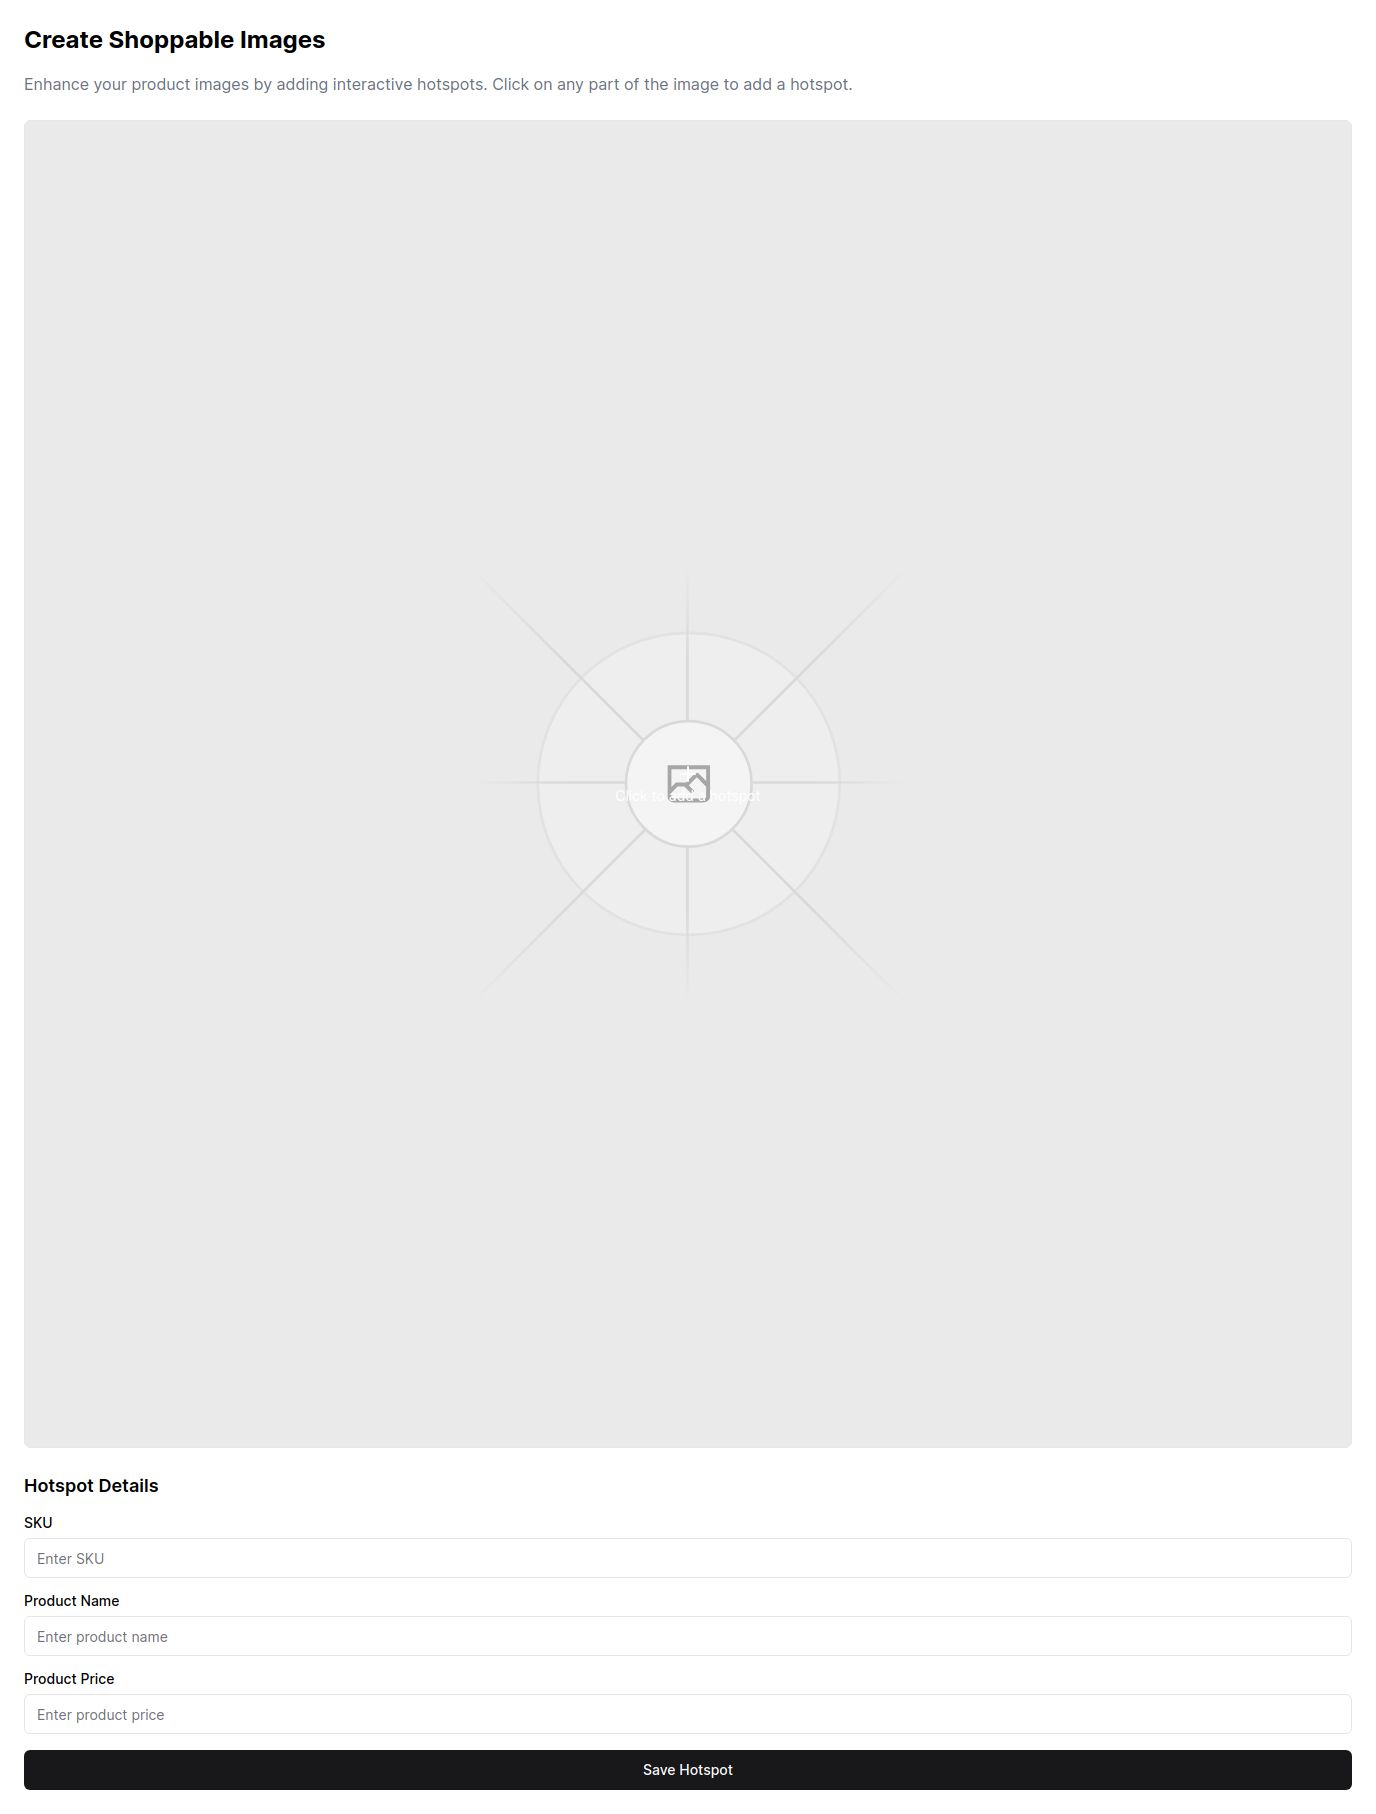 Create Shoppable Images
Enhance your product images by adding interactive hotspots. Click on any part of the image to add a hotspot.
Click to add a hotspot
Hotspot Details
SKU
Enter SKU
Product Name
Enter product name
Product Price
Enter product price
Save Hotspot